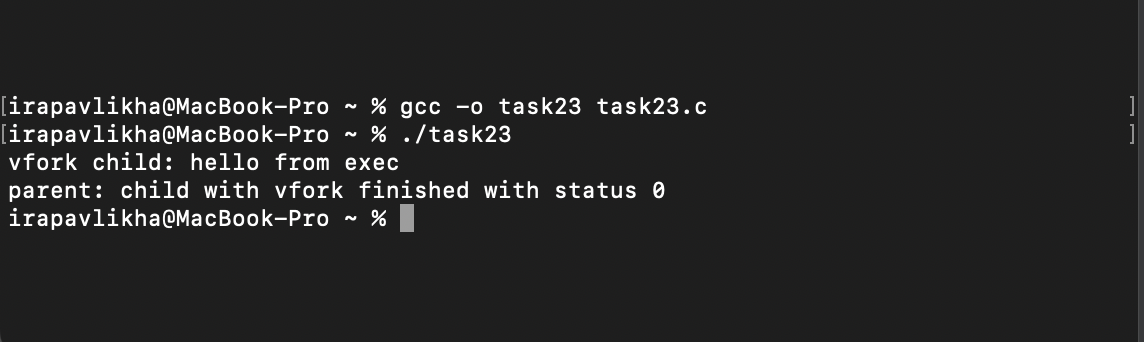 [irapavlikha@MacBook-Pro ~ % gcc -o task23 task23.c ]
[irapavlikha@MacBook-Pro ~ % ./task23 ]
vfork child: hello from exec
parent: child with vfork finished with status 0
irapavlikha@MacBook-Pro ~ %